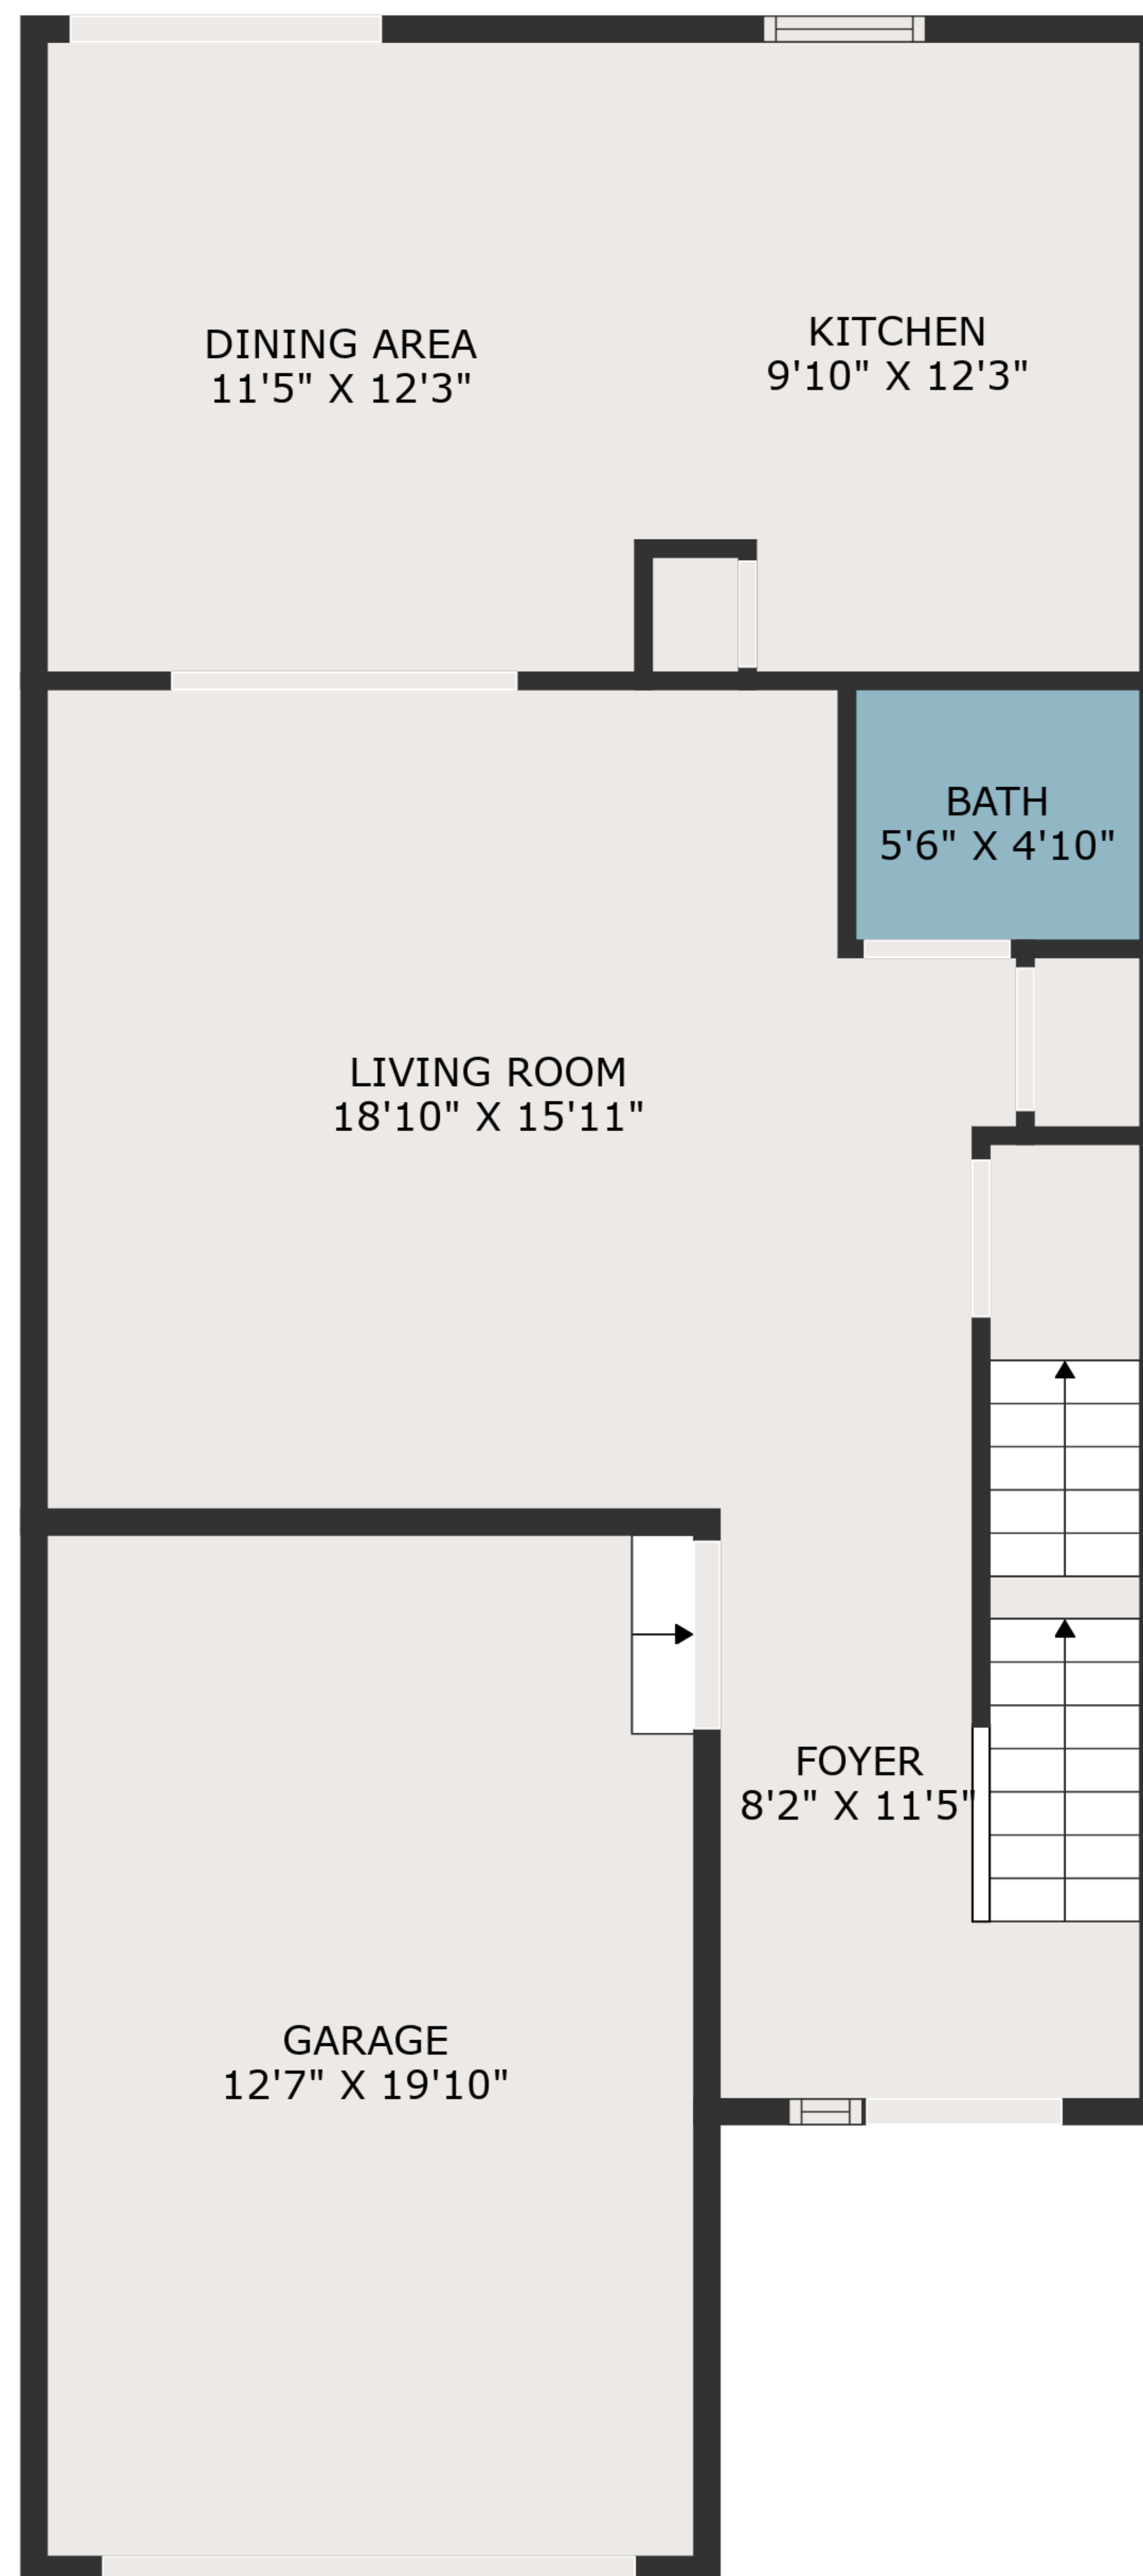 DINING AREA
11'5" X 12'3"
KITCHEN
9'10" X 12'3"
BATH
5'6" X 4'10"
LIVING ROOM
18'10" X 15'11"
FOYER
8'2" X 11'5"
GARAGE
12'7" X 19'10"